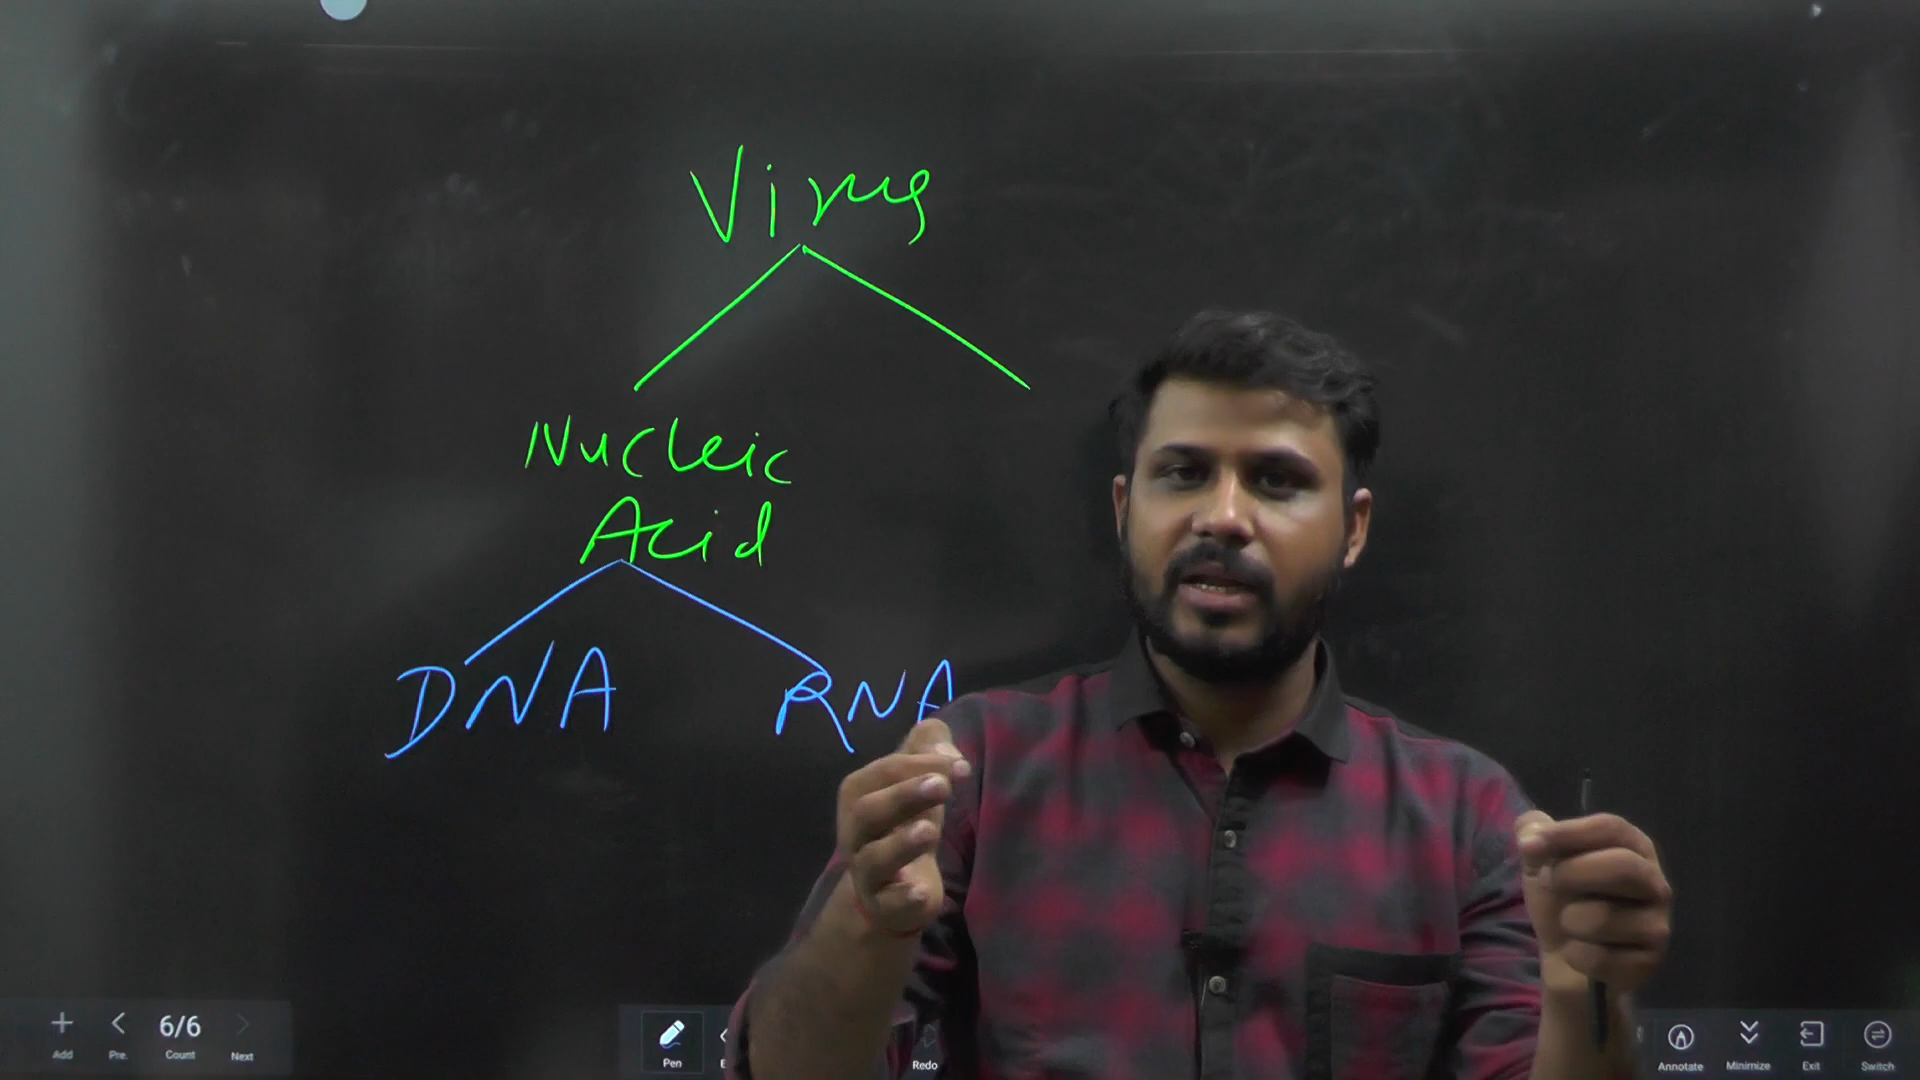 Virus
Nucleic
Acid
DNA RNA
6/6
Add Pre. Count Next
Pen
Redo
Annotate Minimize Exit Switch